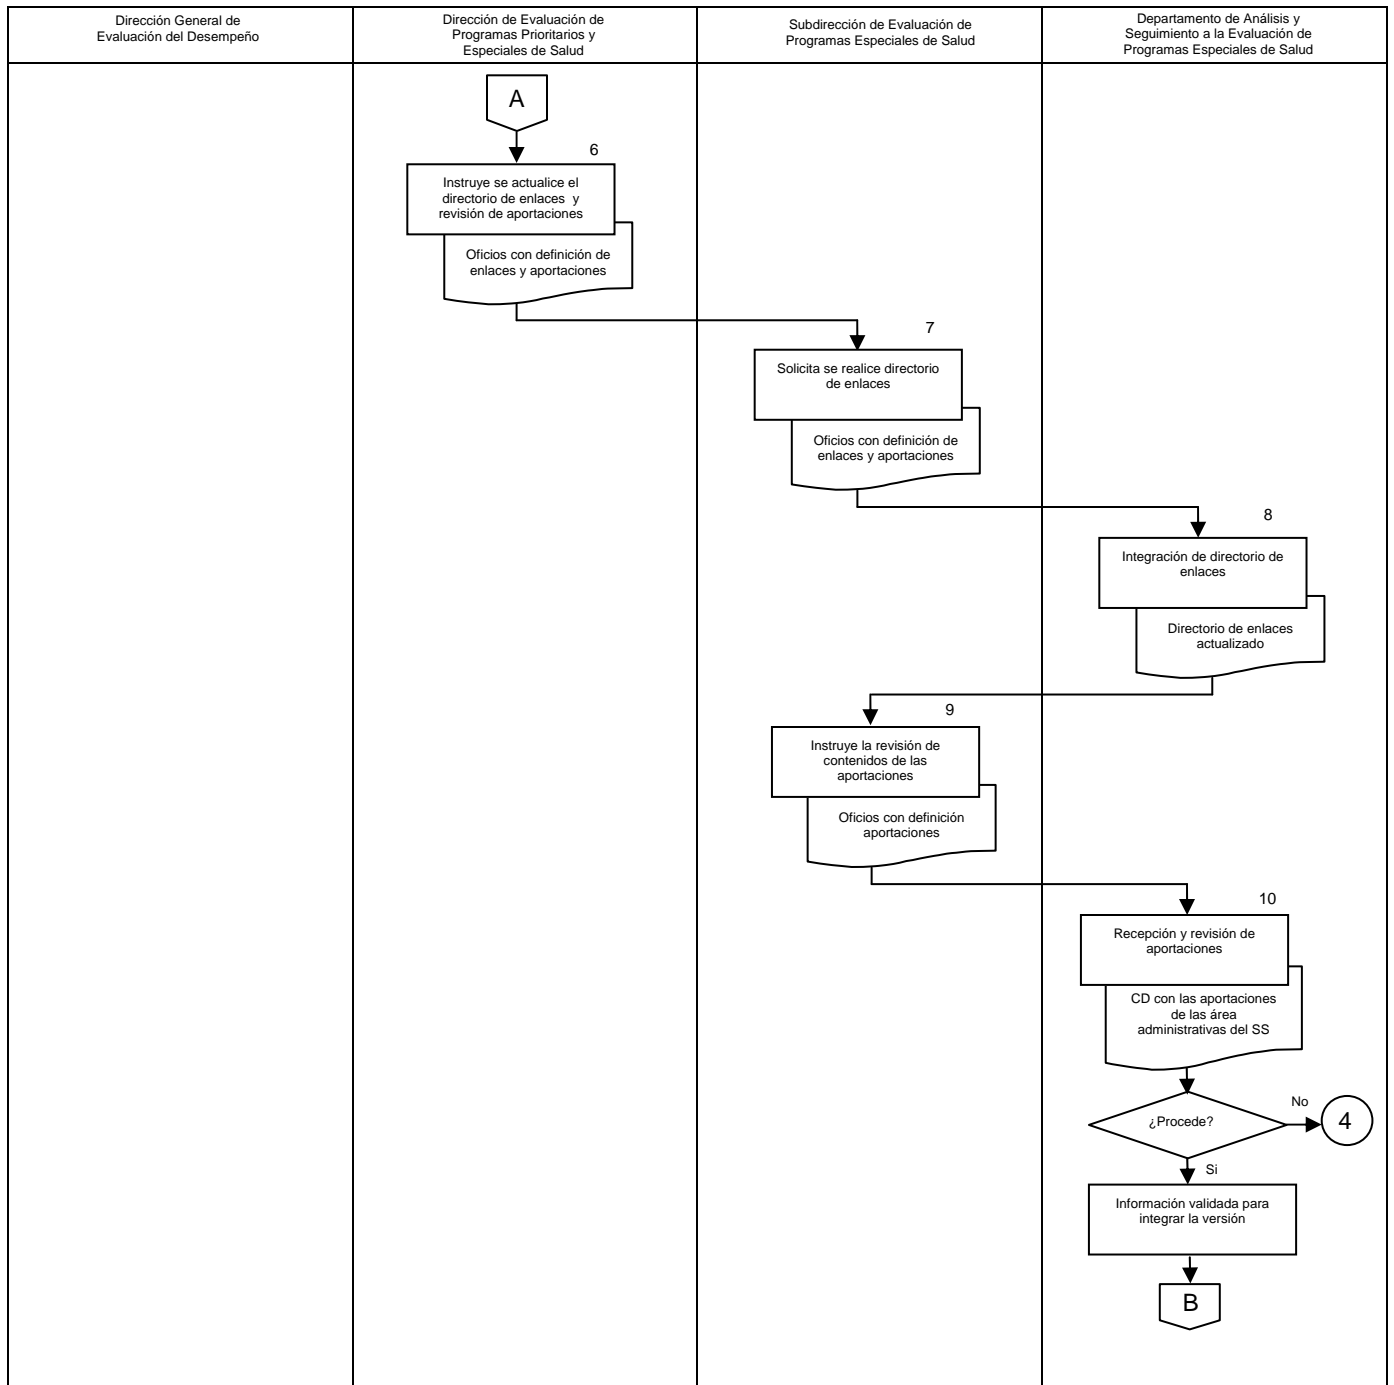 Dirección General de
Evaluación del Desempeño
Dirección de Evaluación de
Programas Prioritarios y
Especiales de Salud
Subdirección de Evaluación de
Programas Especiales de Salud
Departamento de Análisis y
Seguimiento a la Evaluación de
Programas Especiales de Salud
A
6
Instruye se actualice el
directorio de enlaces y
revisión de aportaciones
Oficios con definición de
enlaces y aportaciones
7
Solicita se realice directorio
de enlaces
Oficios con definición de
enlaces y aportaciones
8
Integración de directorio de
enlaces
Directorio de enlaces
actualizado
9
Instruye la revisión de
contenidos de las
aportaciones
Oficios con definición
aportaciones
10
Recepción y revisión de
aportaciones
CD con las aportaciones
de las área
administrativas del SS
¿Procede?
No
4
Si
Información validada para
integrar la versión
B